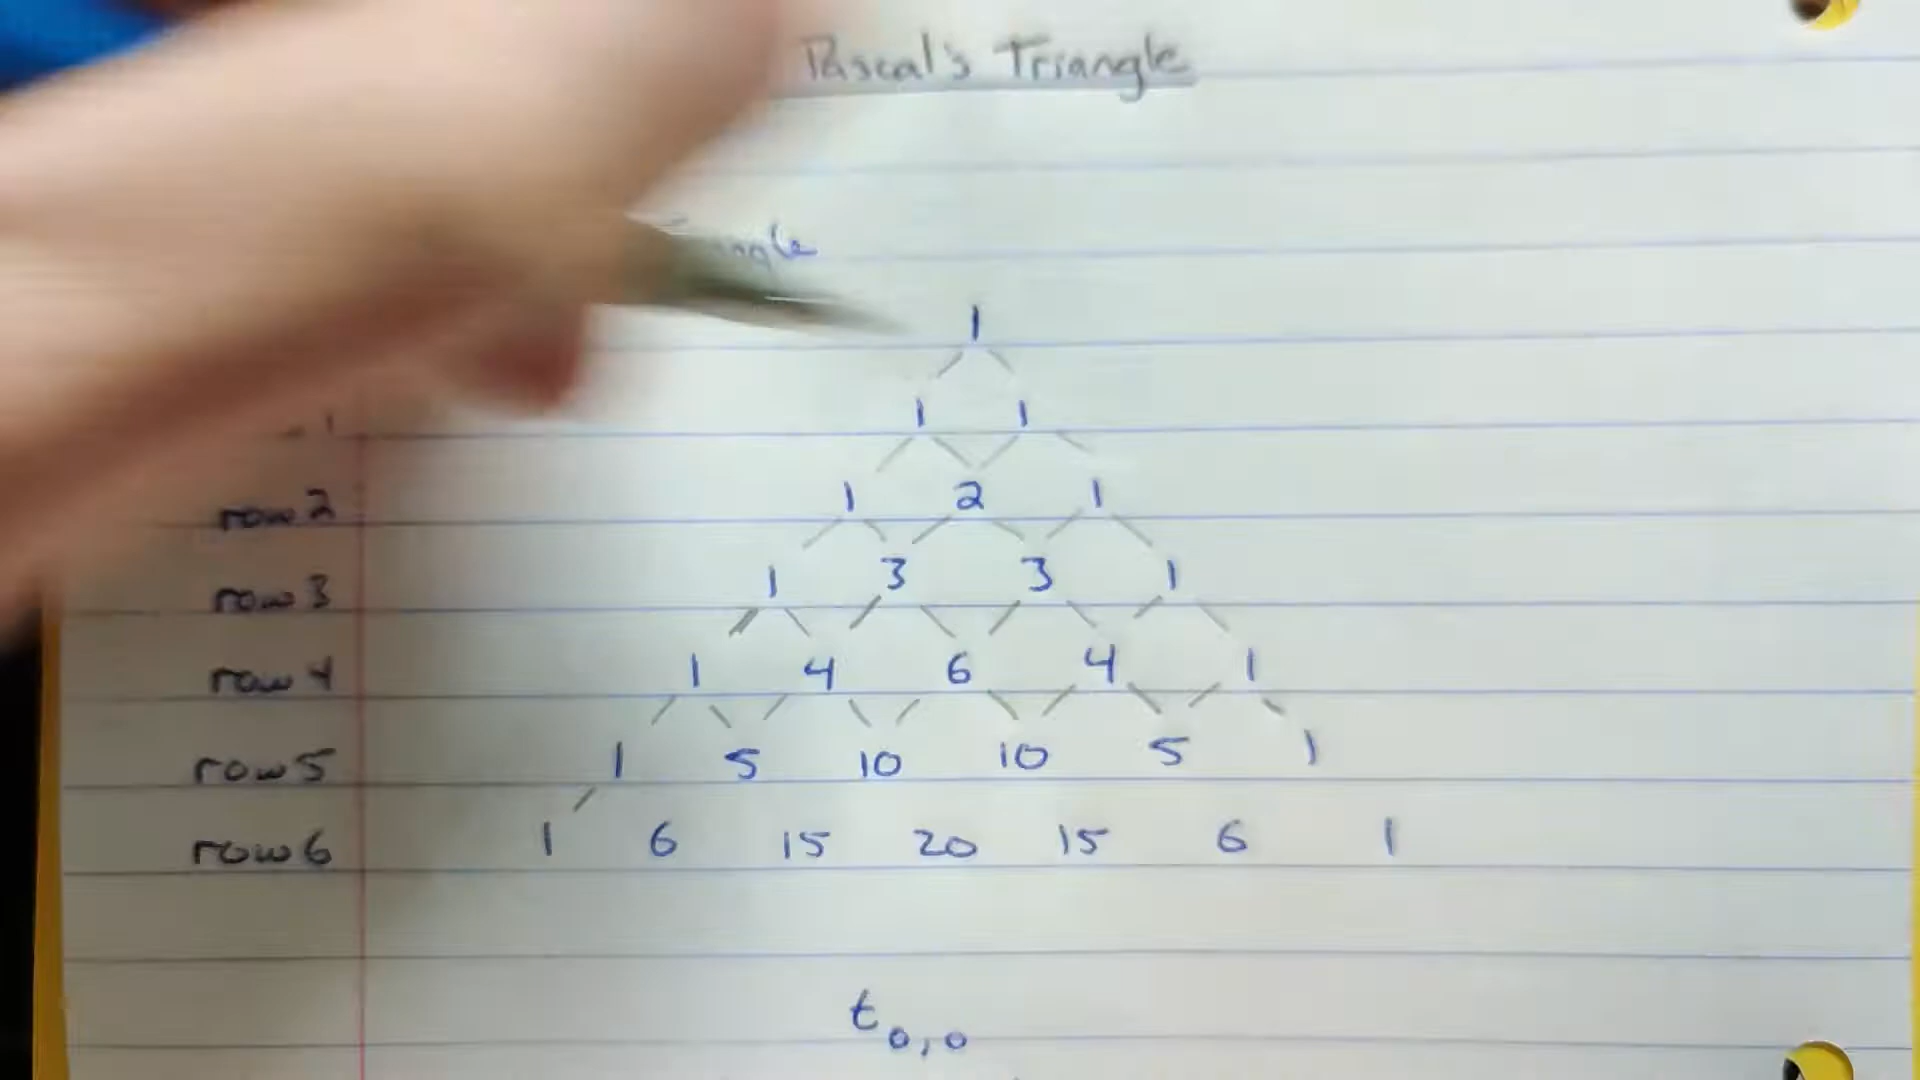 Pascal's Triangle
1
1 1
row 2 1 2 1
row 3 1 3 3 1
row 4 1 4 6 4 1
row 5 1 5 10 10 5 1
row 6 1 6 15 20 15 6 1
t0,0